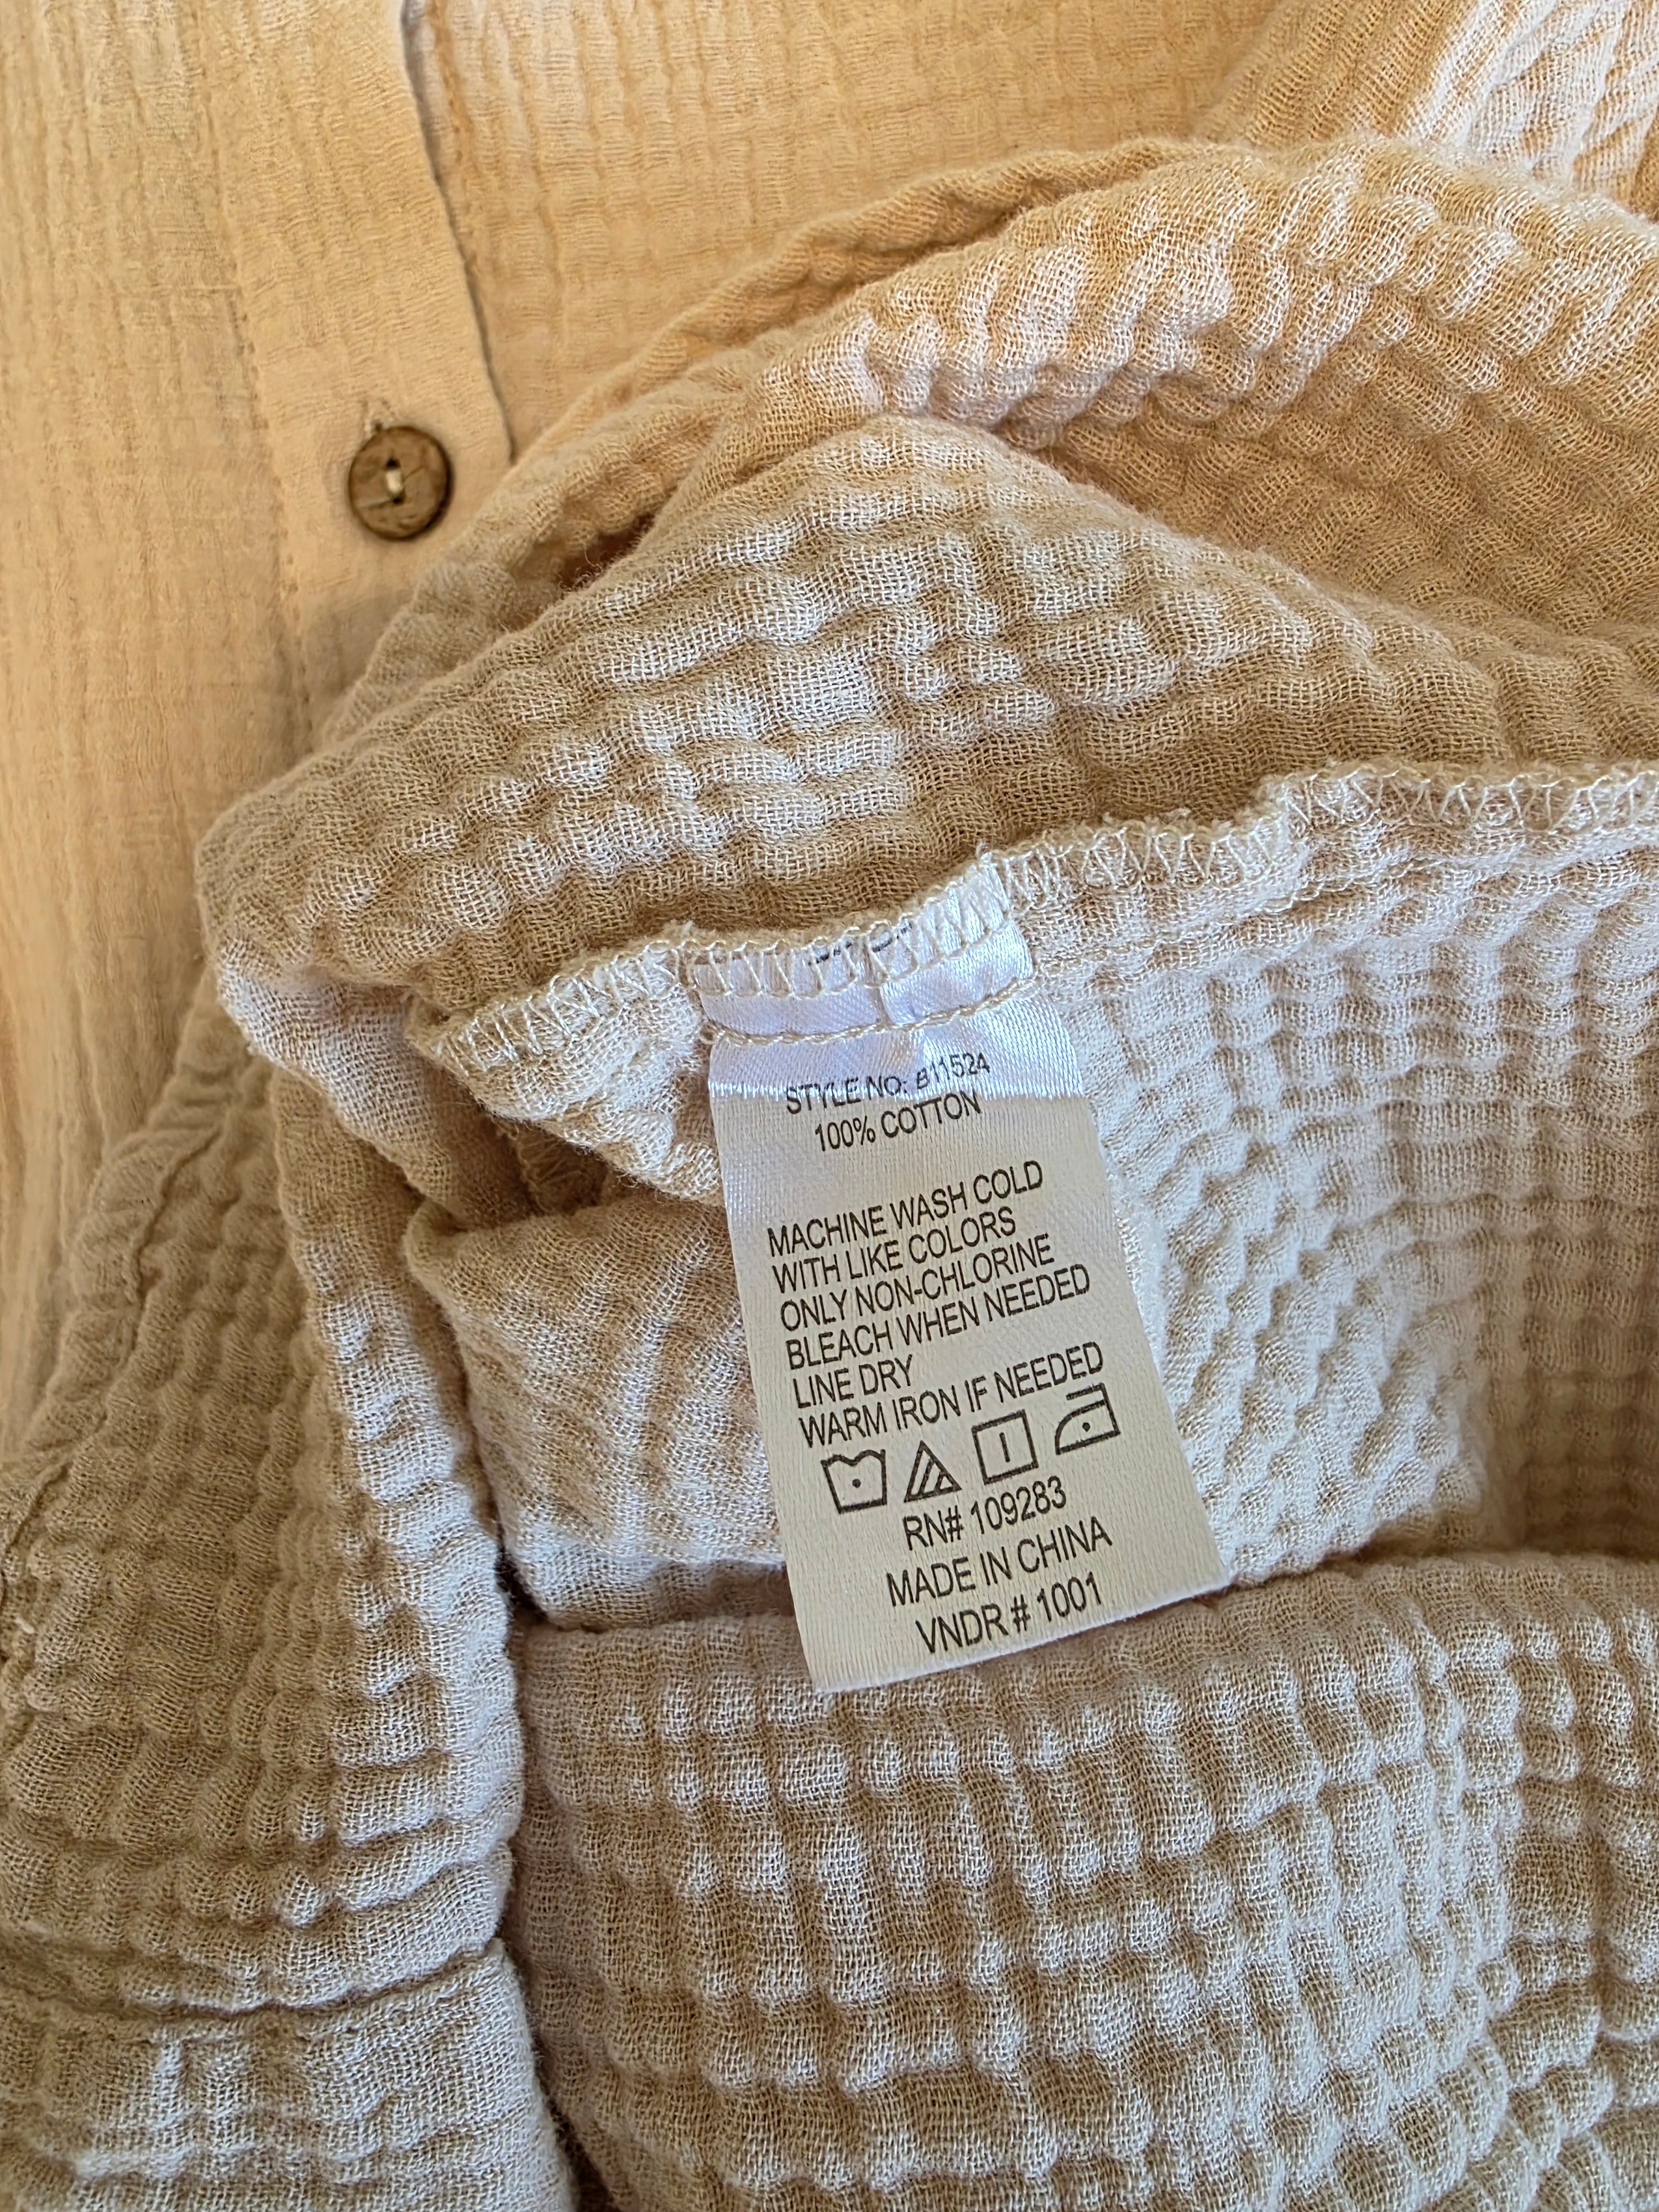 STYLE NO: B11524
100% COTTON
MACHINE WASH COLD
WITH LIKE COLORS
ONLY NON-CHLORINE
BLEACH WHEN NEEDED
LINE DRY
WARM IRON IF NEEDED
RN# 109283
MADE IN CHINA
VNDR # 1001